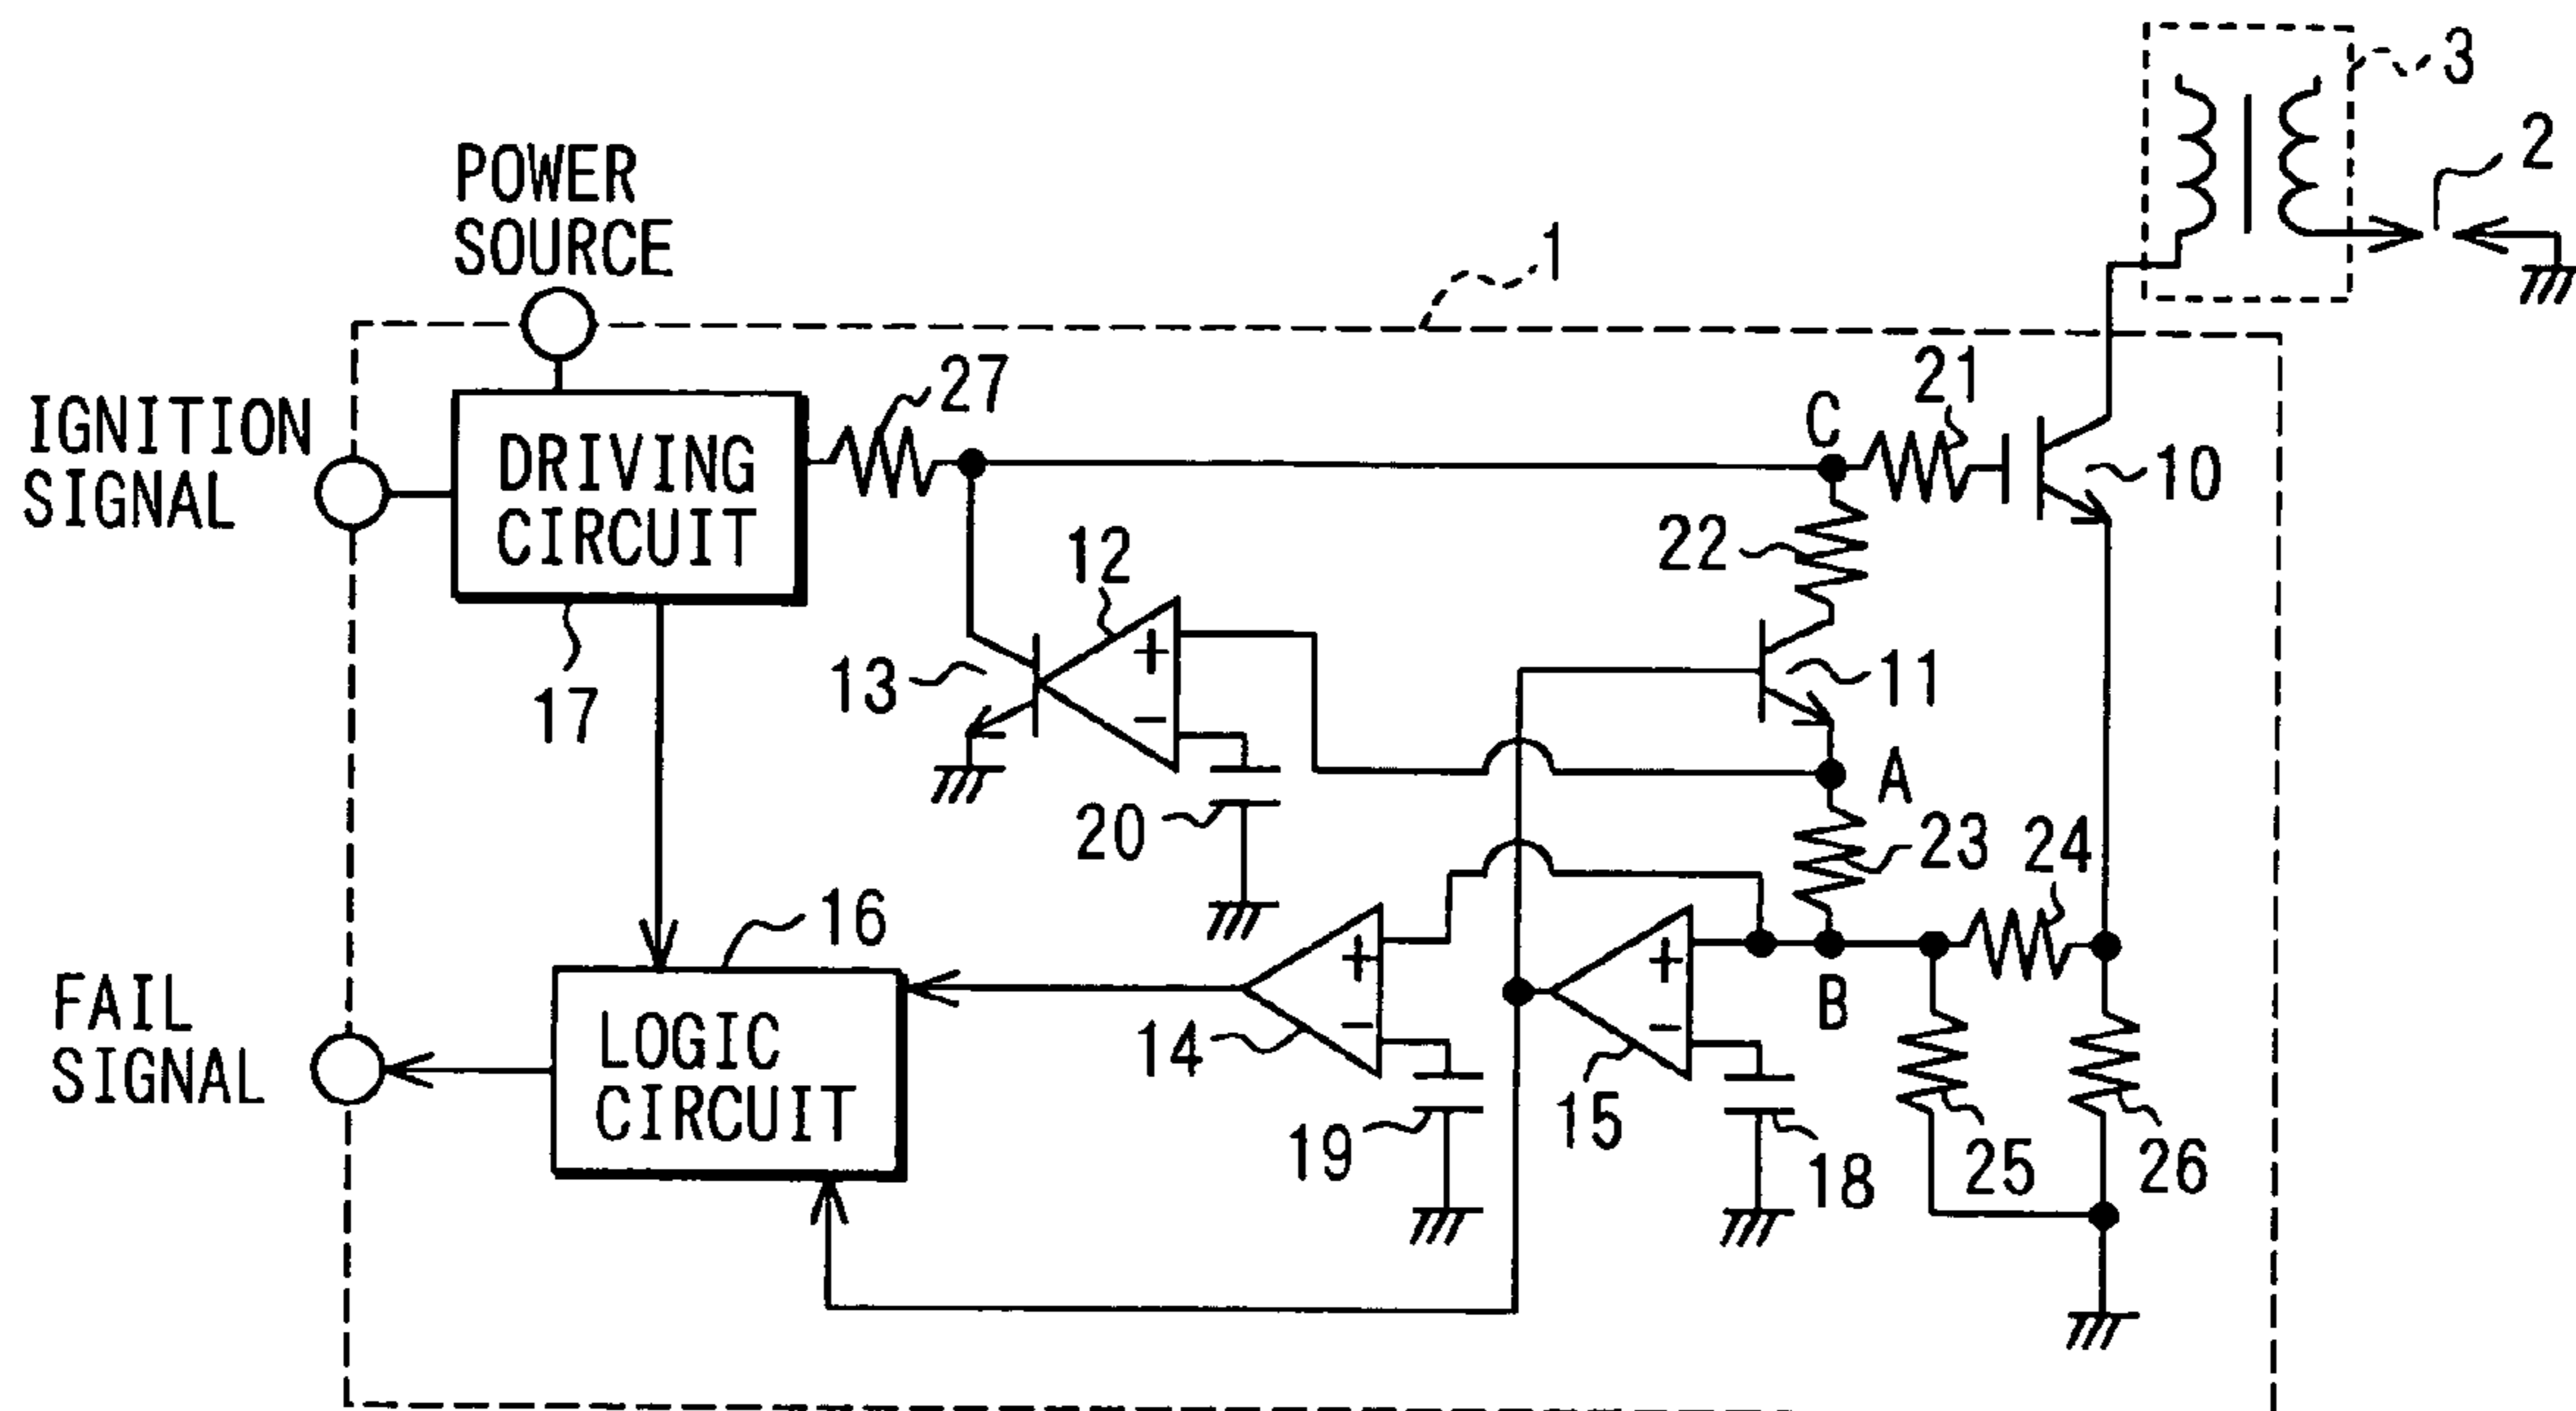 3
2
POWER
SOURCE
1
IGNITION
SIGNAL
DRIVING
CIRCUIT
27
C
21
10
22
12
+
-
13
11
17
A
20
23
24
16
FAIL
SIGNAL
LOGIC
CIRCUIT
+
-
14
+
-
B
19
15
18
25
26